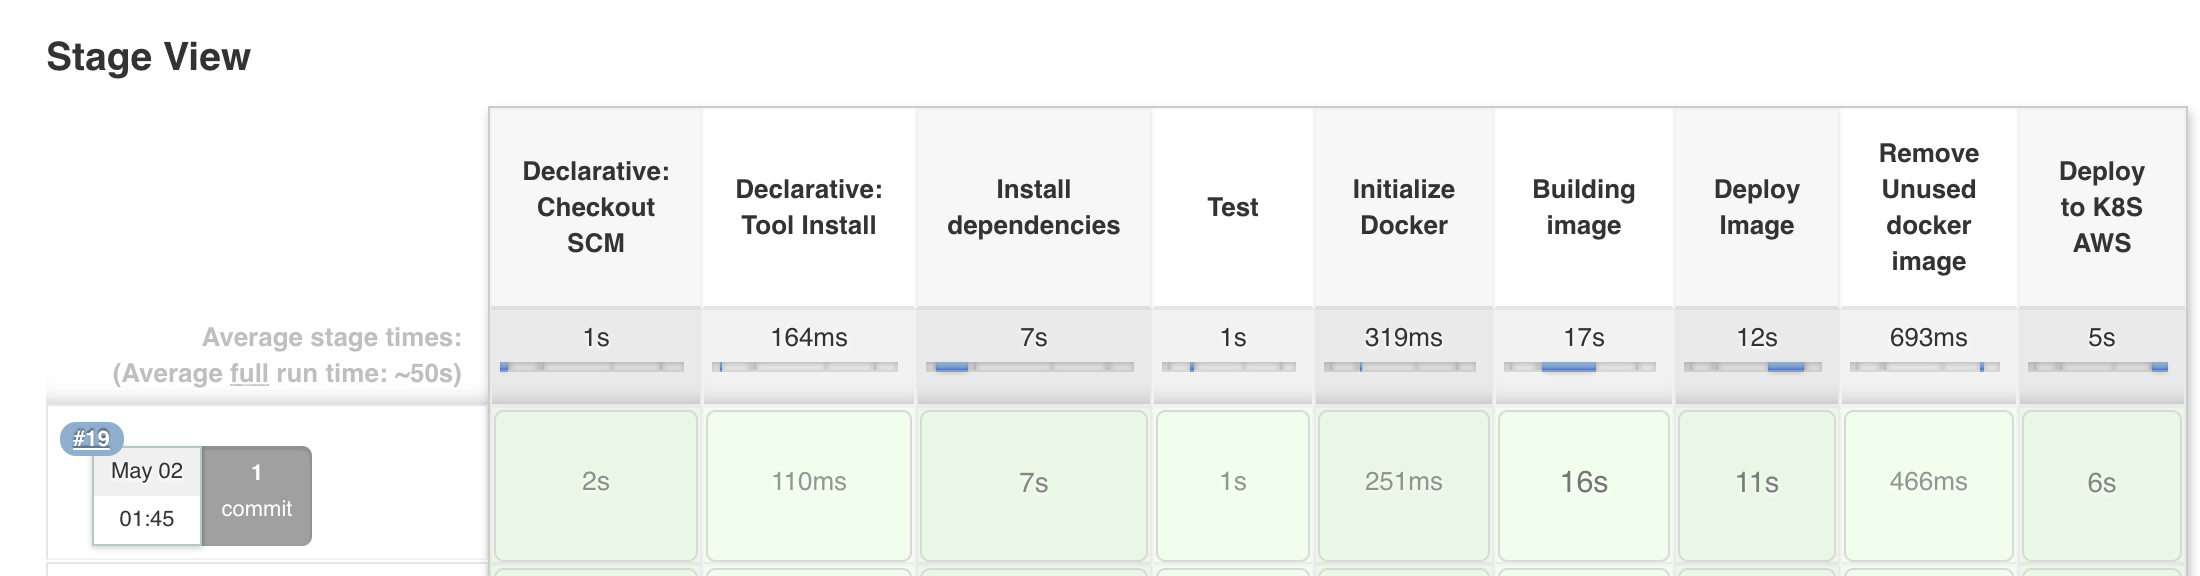 Stage View
Declarative:
Checkout
SCM
Declarative:
Tool Install
Install
dependencies
Test
Initialize
Docker
Building
image
Deploy
Image
Remove
Unused
docker
image
Deploy
to K8S
AWS
Average stage times:
(Average full run time: ~50s)
1s
164ms
7s
1s
319ms
17s
12s
693ms
5s
#19
May 02
01:45
1
commit
2s
110ms
7s
1s
251ms
16s
11s
466ms
6s